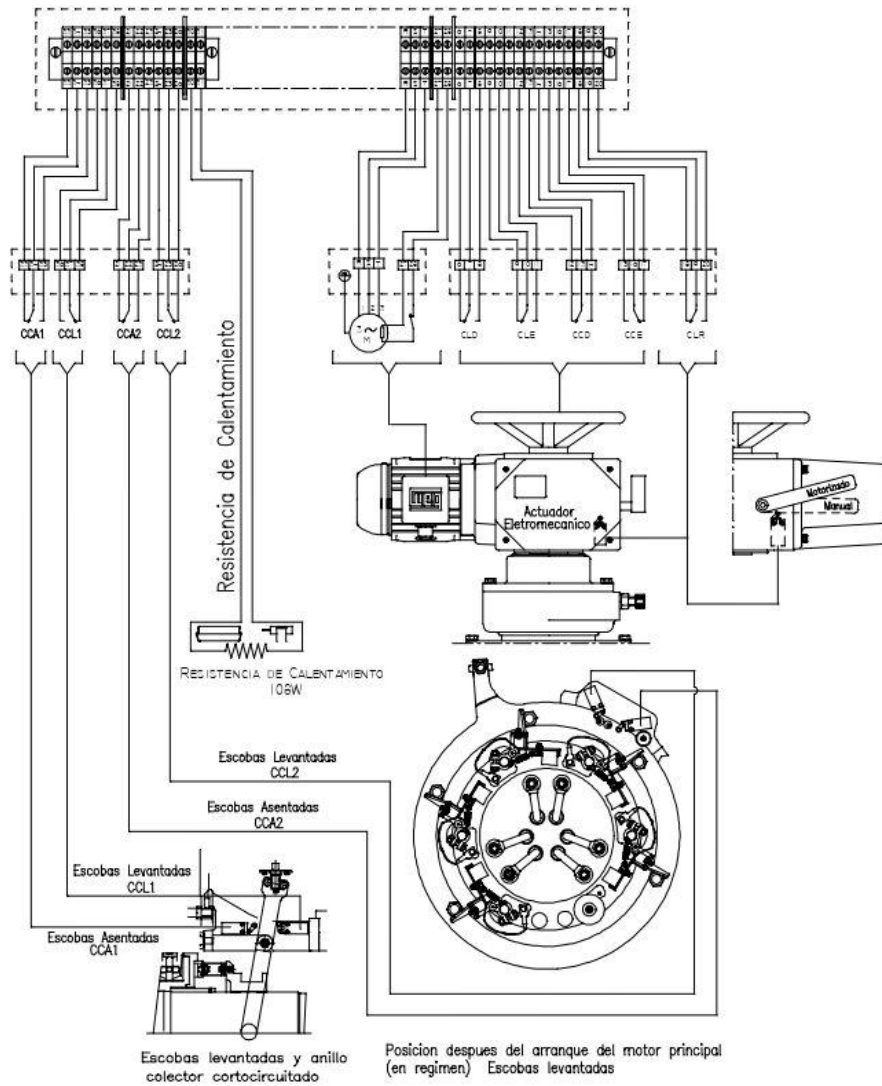 CCA1
CCL1
CCA2
CCL2
3~
M
CLD
CLE
CCD
CCE
CLR
Resistencia de Calentamiento
WEG
Actuador
Eletromecanico
Motorizado
Manual
RESISTENCIA DE CALENTAMIENTO
108W
Escobas Levantadas
CCL2
Escobas Asentadas
CCA2
Escobas Levantadas
CCL1
Escobas Asentadas
CCA1
Escobas levantadas y anillo
colector cortocircuitado
Posicion despues del arranque del motor principal
(en regimen) Escobas levantadas